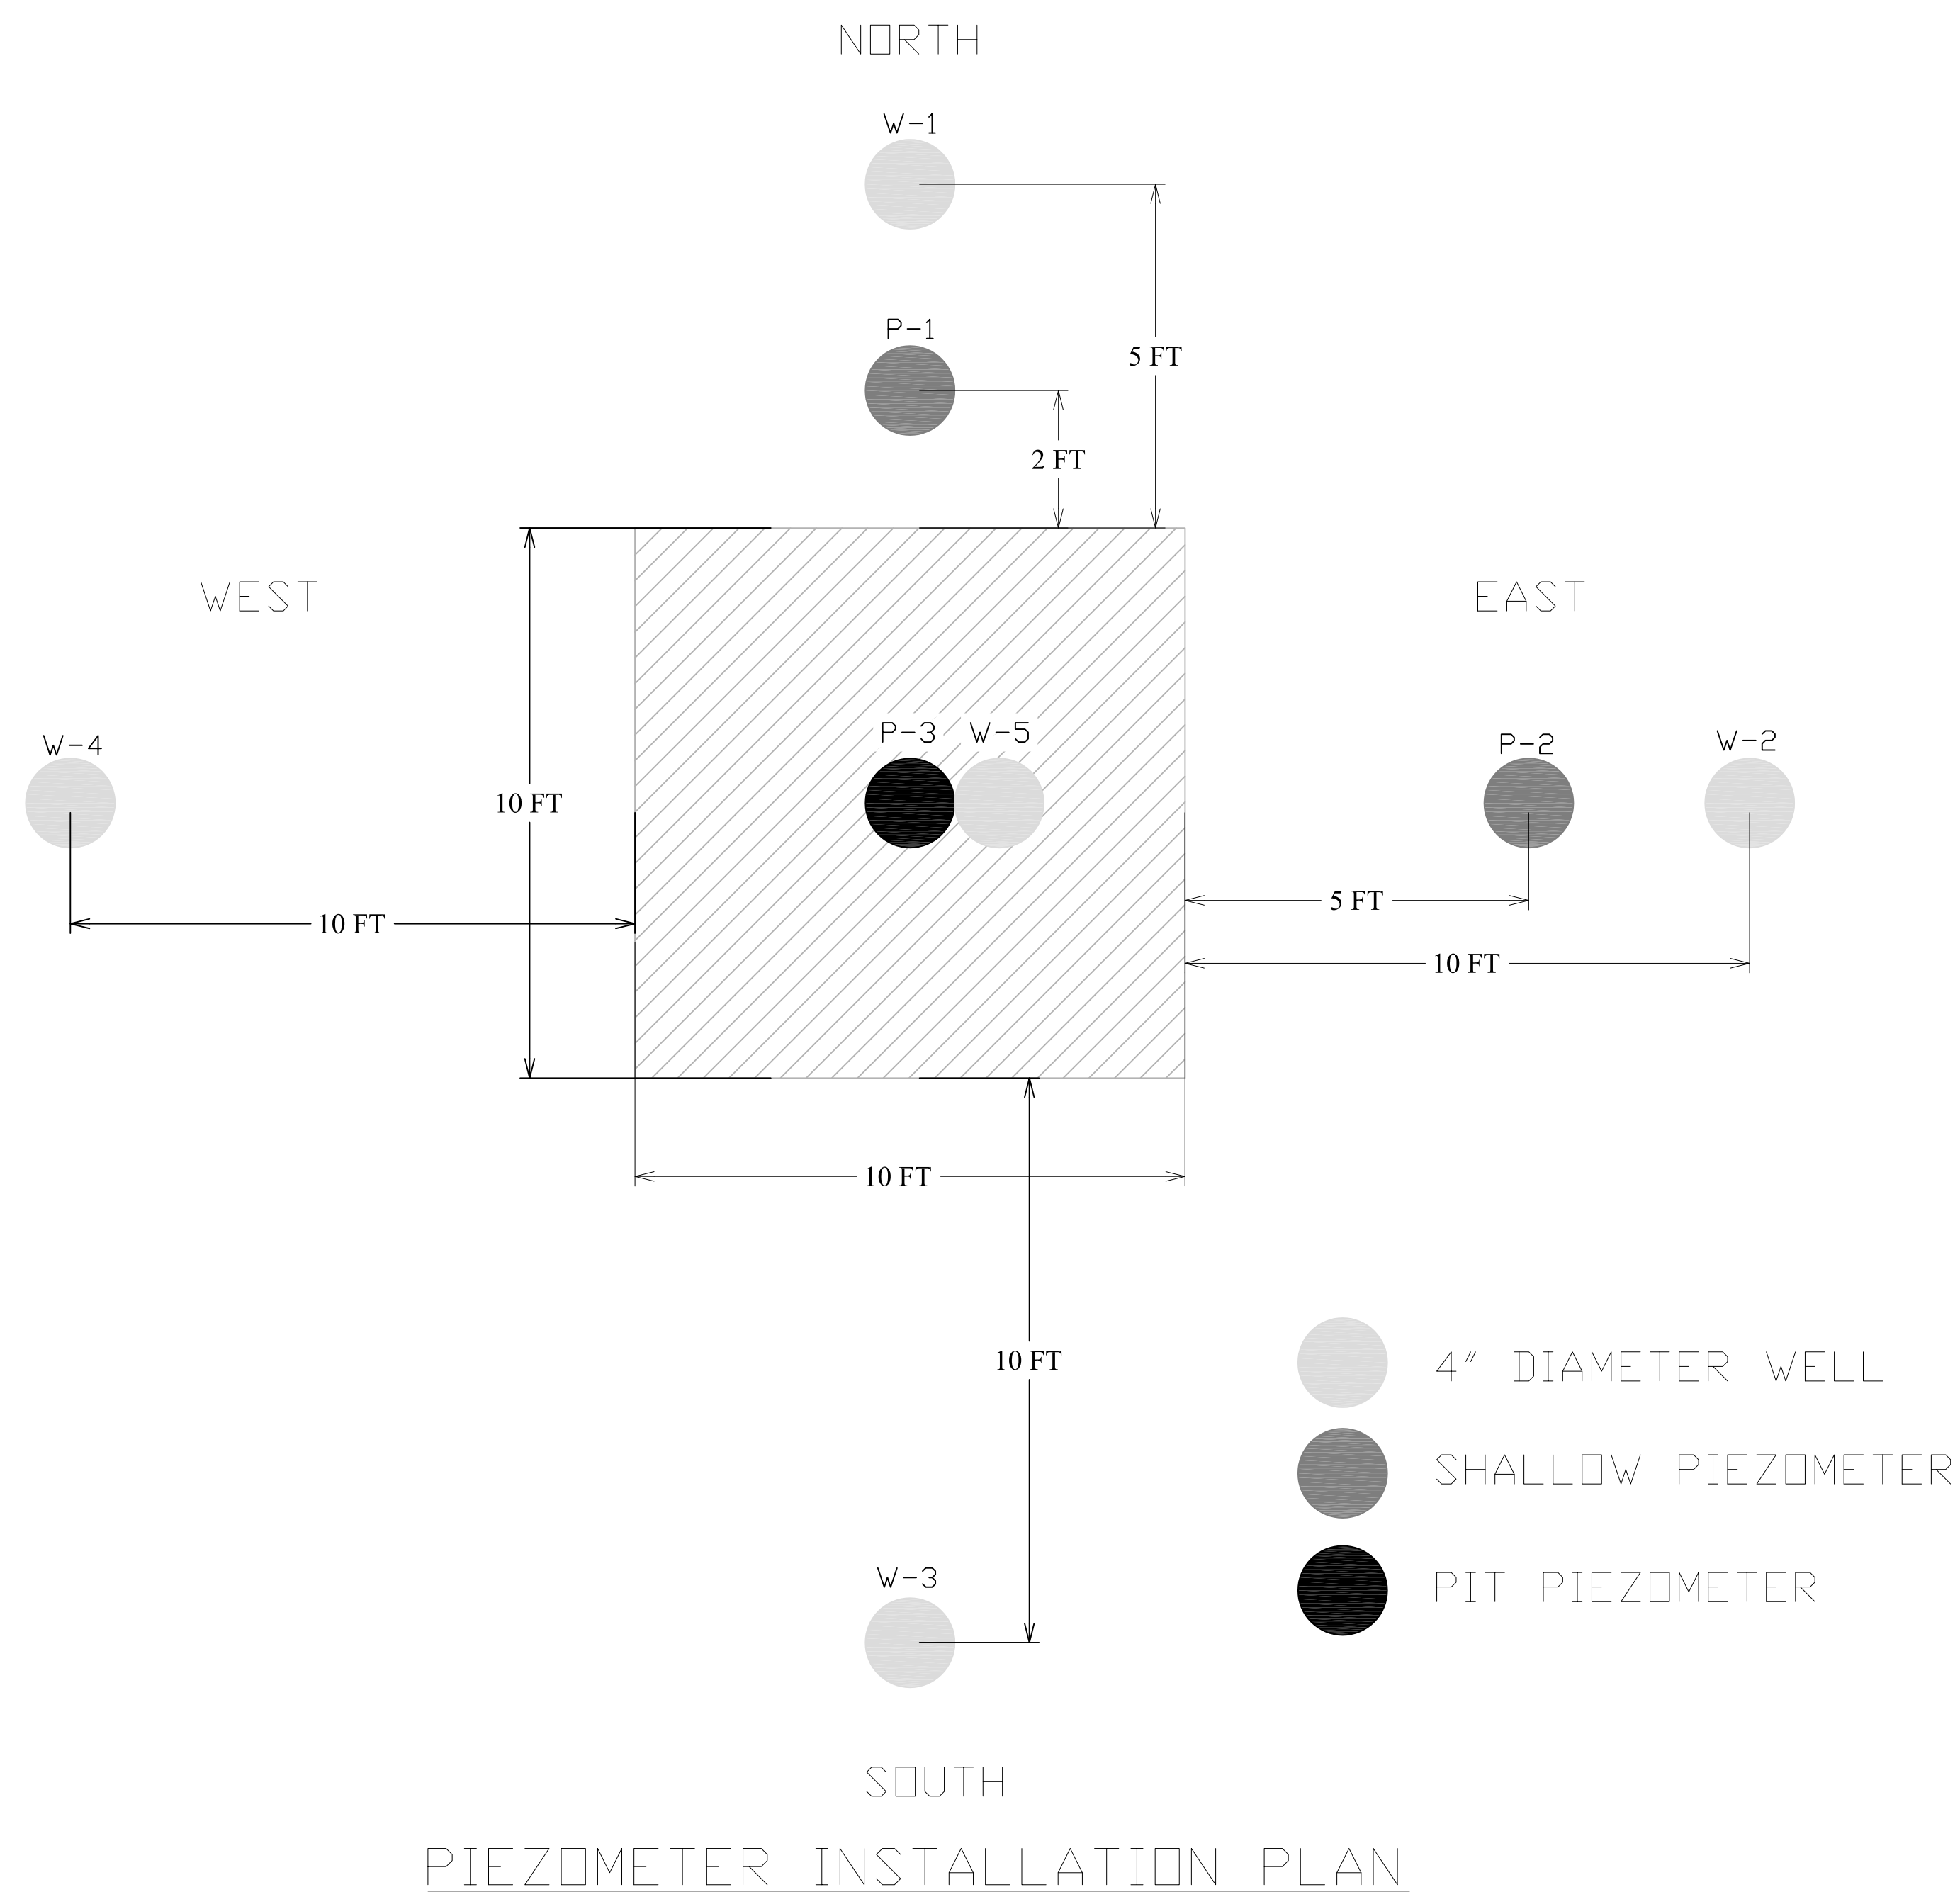 NORTH
W-1
P-1
5 FT
2 FT
WEST
EAST
P-3 W-5
W-4
P-2
W-2
10 FT
5 FT
10 FT
10 FT
10 FT
10 FT
4" DIAMETER WELL
SHALLOW PIEZOMETER
W-3
PIT PIEZOMETER
SOUTH
PIEZOMETER INSTALLATION PLAN